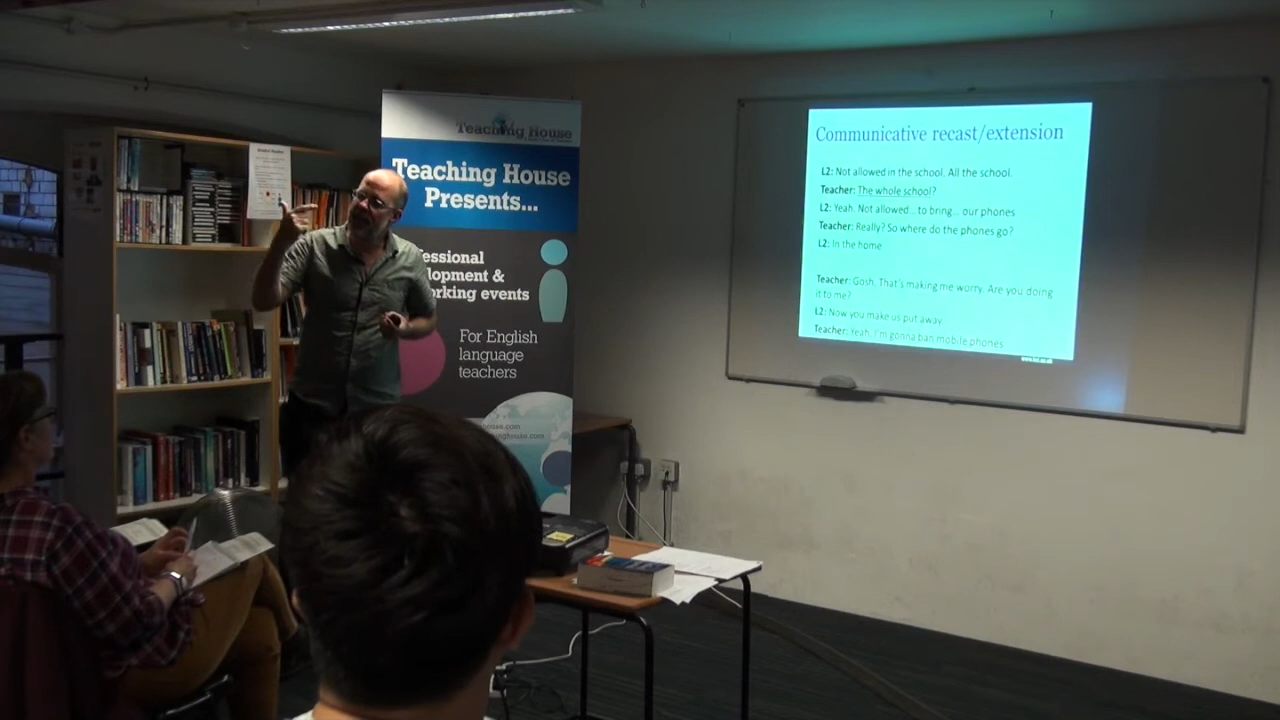 Teaching House
Teaching House
Presents...
essional
lopment &
orking events
For English
language
teachers
Communicative recast/extension
L2: Not allowed in the school. All the school.
Teacher: The whole school?
L2: Yeah. Not allowed... to bring... our phones
Teacher: Really? So where do the phones go?
L2: In the home
Teacher: Gosh. That's making me worry. Are you doing
it to me?
L2: Now you make us put away
Teacher: Yeah, I'm gonna ban mobile phones